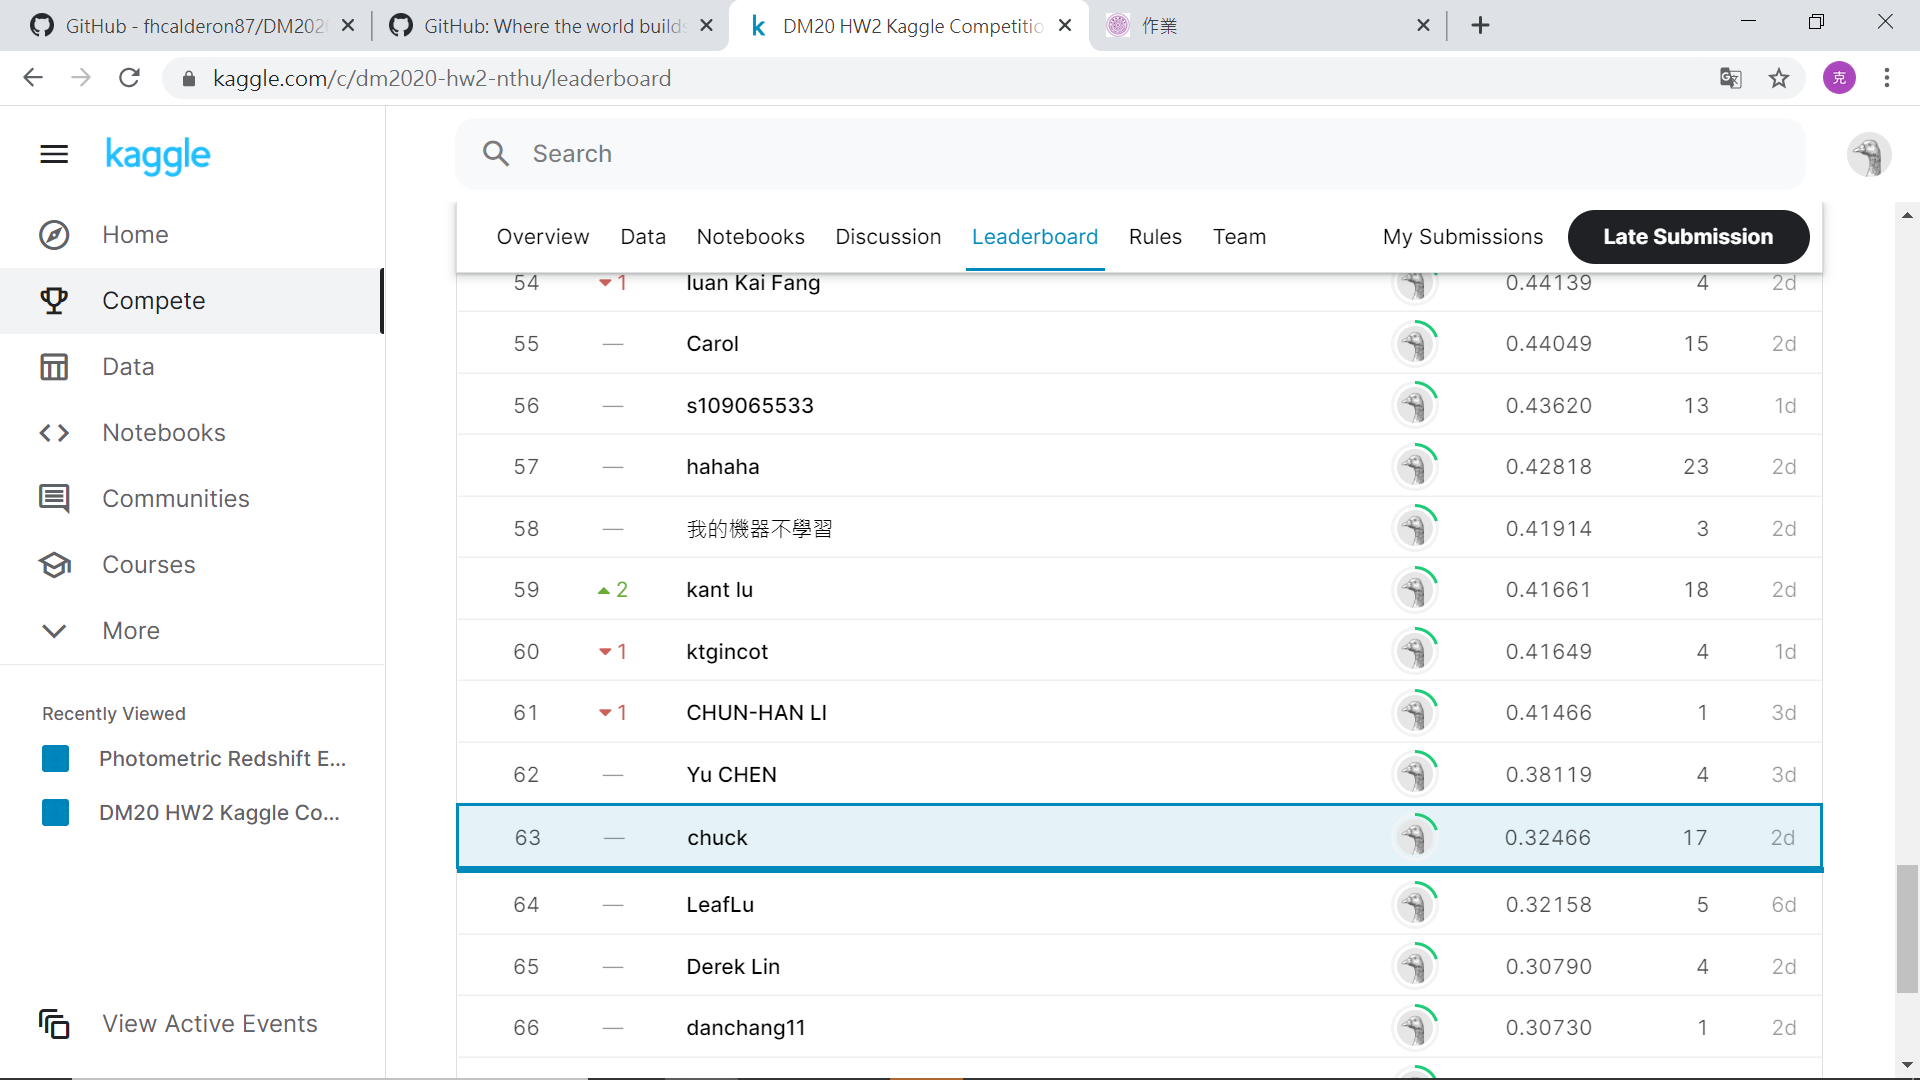 GitHub - fhcalderon87/DM202
GitHub: Where the world builds
DM20 HW2 Kaggle Competitio
作業
kaggle.com/c/dm2020-hw2-nthu/leaderboard
克
kaggle
Search
Home
Compete
Data
Notebooks
Communities
Courses
More
Recently Viewed
Photometric Redshift E...
DM20 HW2 Kaggle Co...
View Active Events
Overview Data Notebooks Discussion Leaderboard Rules Team My Submissions Late Submission
54 1 Iuan Kai Fang 0.44139 4 2d
55 — Carol 0.44049 15 2d
56 — s109065533 0.43620 13 1d
57 — hahaha 0.42818 23 2d
58 — 我的機器不學習 0.41914 3 2d
59 2 kant lu 0.41661 18 2d
60 1 ktgincot 0.41649 4 1d
61 1 CHUN-HAN LI 0.41466 1 3d
62 — Yu CHEN 0.38119 4 3d
63 — chuck 0.32466 17 2d
64 — LeafLu 0.32158 5 6d
65 — Derek Lin 0.30790 4 2d
66 — danchang11 0.30730 1 2d